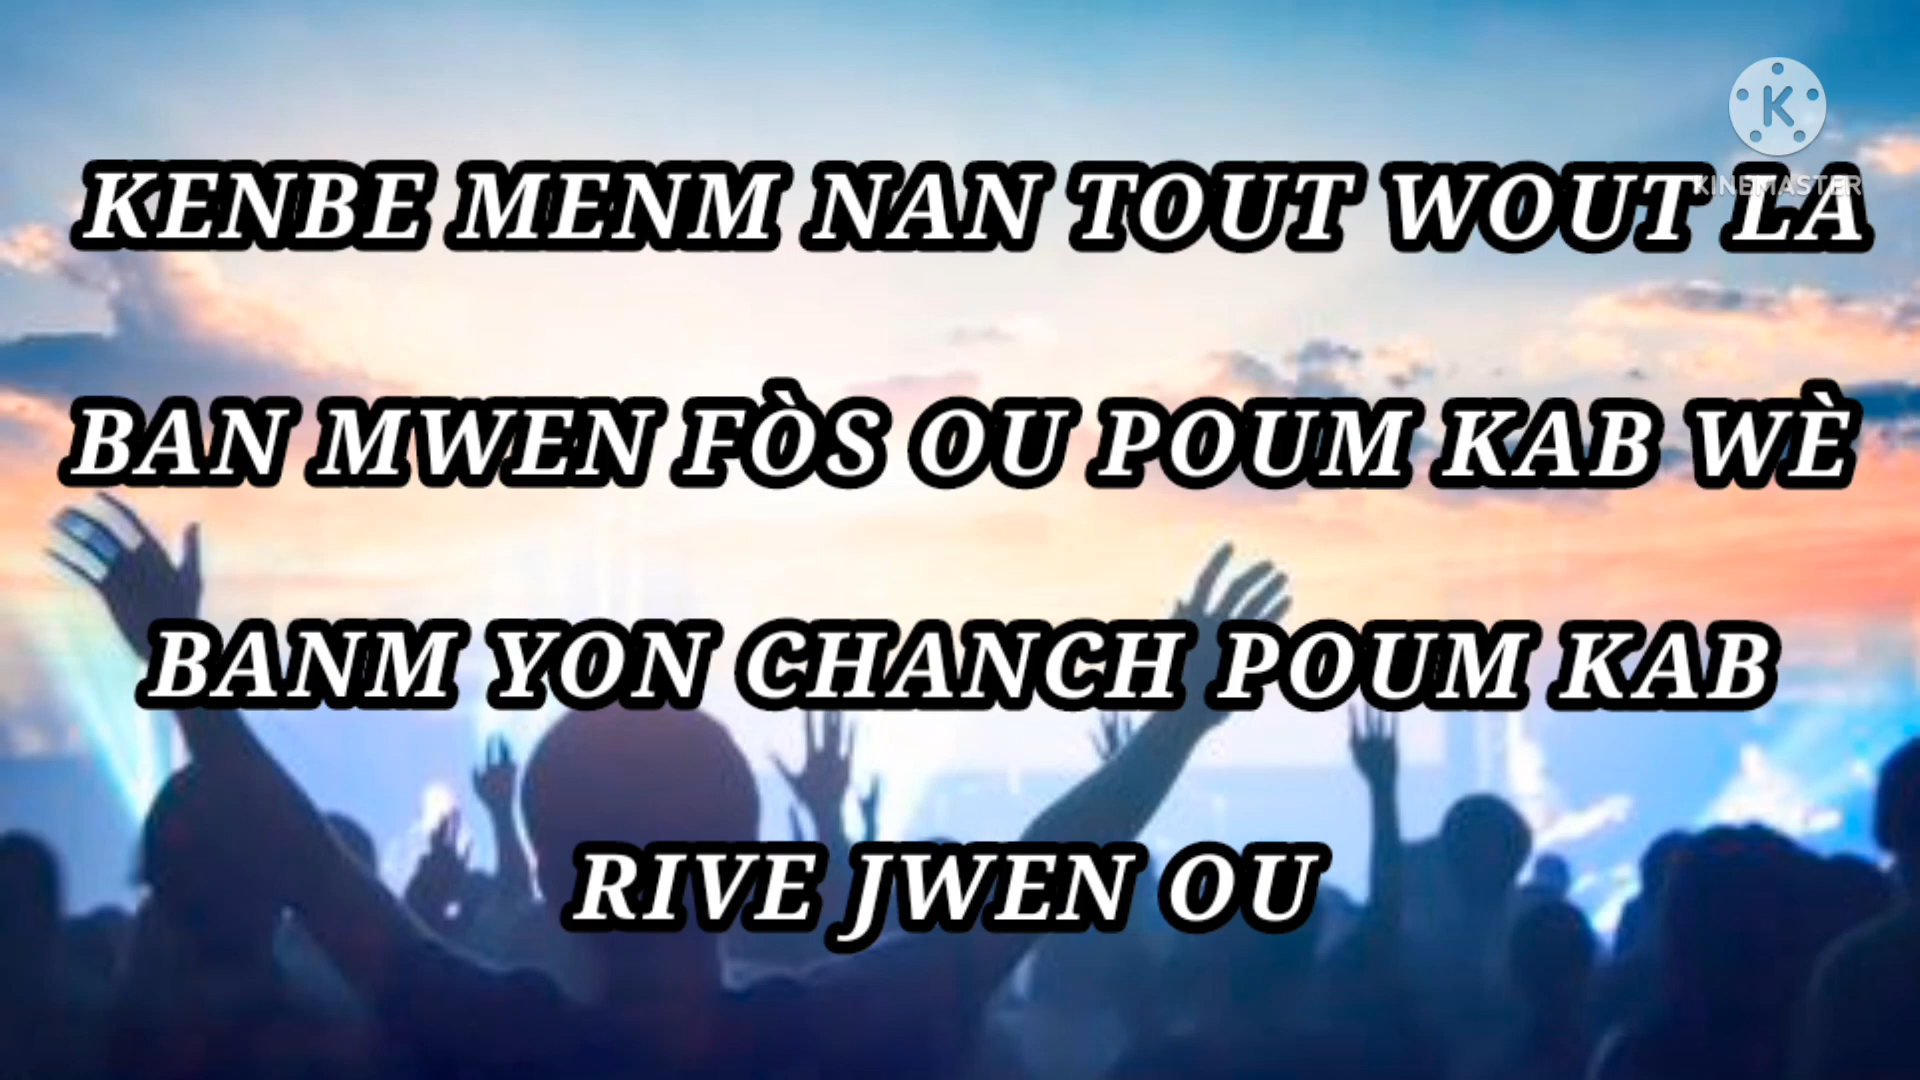 K
KINEMASTER
KENBE MENM NAN TOUT WOUT LA
BAN MWEN FÒS OU POUM KAB WÈ
BANM YON CHANCH POUM KAB
RIVE JWEN OU